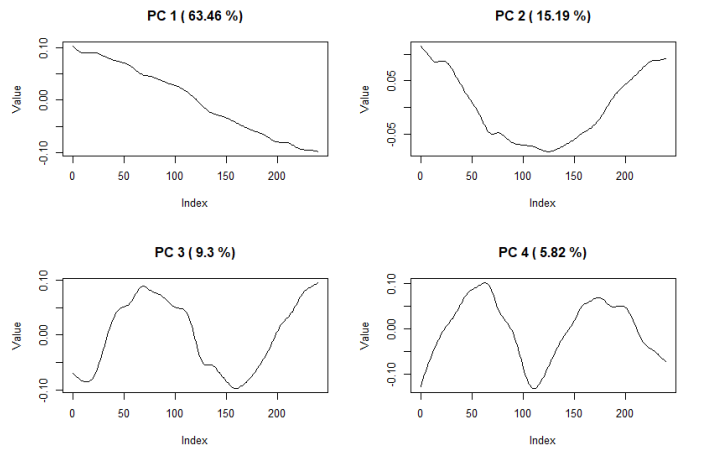 PC 1 ( 63.46 %)
Value
0.10
0.00
-0.10
0 50 100 150 200
Index
PC 2 ( 15.19 %)
Value
0.05
-0.05
0 50 100 150 200
Index
PC 3 ( 9.3 %)
Value
0.10
0.00
-0.10
0 50 100 150 200
Index
PC 4 ( 5.82 %)
Value
0.10
0.00
-0.10
0 50 100 150 200
Index